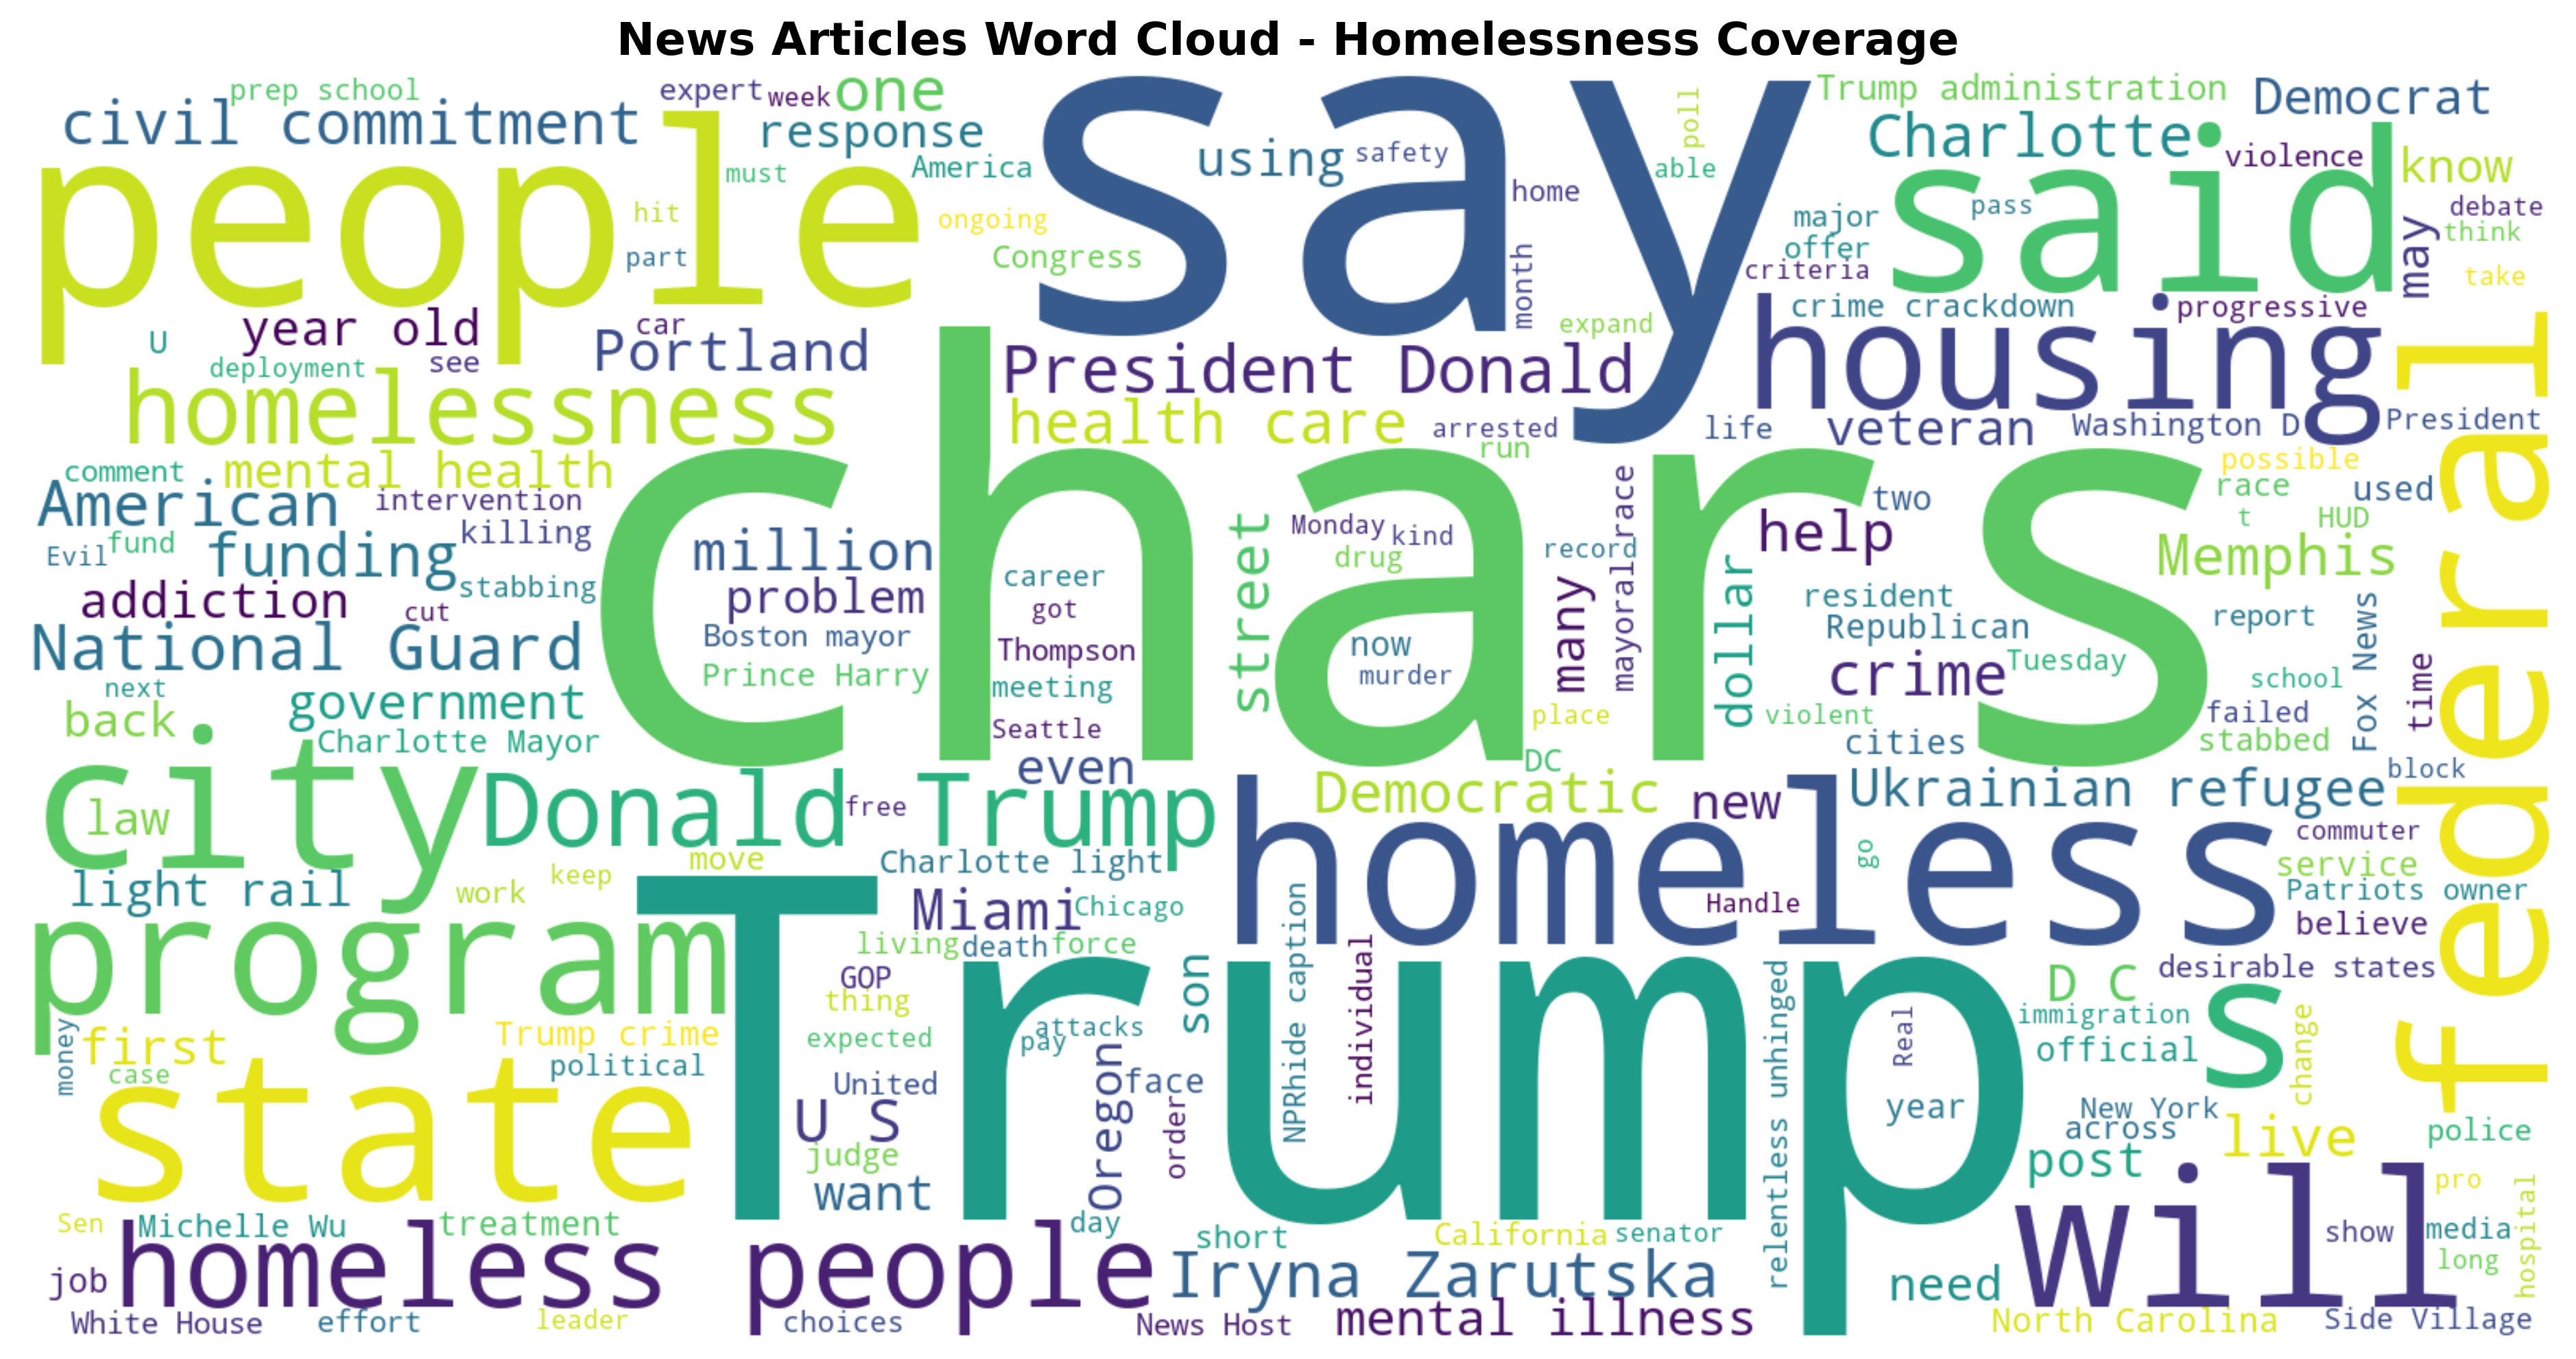 News Articles Word Cloud - Homelessness Coverage
prep school
expert
week
one
Trump administration
Democrat
civil commitment
response
say
using
safety
poll
able
Charlotte
violence
know
people
must
America
home
said
major
pass
debate
hit
ongoing
offer
think
part
Congress
month
criteria
may
take
year old
car
Portland
expand
crime crackdown
progressive
U
deployment
see
President Donald
housing
federal
homelessness
health care
arrested
run
life
veteran
Washington D
President
comment
mental health
chars
possible
American
intervention
two
race
used
Evil
fund
funding
killing
million
street
Monday
kind
drug
record
mayoral race
help
t
HUD
Memphis
addiction
cut
stabbing
problem
career
got
many
dollar
resident
report
National Guard
Boston mayor
Thompson
now
murder
Republican
Fox News
Prince Harry
meeting
crime
Tuesday
school
time
next
back
government
Seattle
place
violent
failed
Charlotte Mayor
cities
stabbed
city
law
even
DC
block
Donald Trump
free
Democratic
new
Ukrainian refugee
homeless
commuter
move
Charlotte light
go
service
light rail
work
keep
Miami
Chicago
Handle
Patriots owner
believe
program
Trump
living
death
force
GOP
thing
son
NPRhide caption
individual
relentless unhinged
D C
desirable states
s
money
first
Trump crime
expected
attacks
pay
Real
immigration
official
change
case
political
United
Oregon
face
state
U S
order
year
New York
across
live
police
judge
want
post
pro
hospital
Sen
Michelle Wu
treatment
day
short
California
senator
will
show
media
long
job
homeless people
Iryna Zarutska
need
White House
effort
leader
choices
News Host
mental illness
North Carolina
Side Village